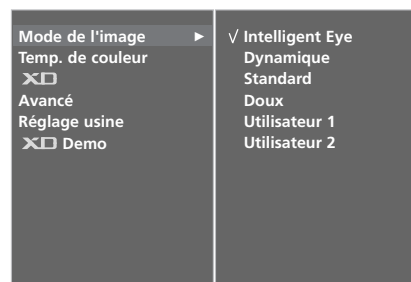 Mode de l'image ►
Temp. de couleur
XD
Avancé
Réglage usine
XD Demo
√ Intelligent Eye
Dynamique
Standard
Doux
Utilisateur 1
Utilisateur 2